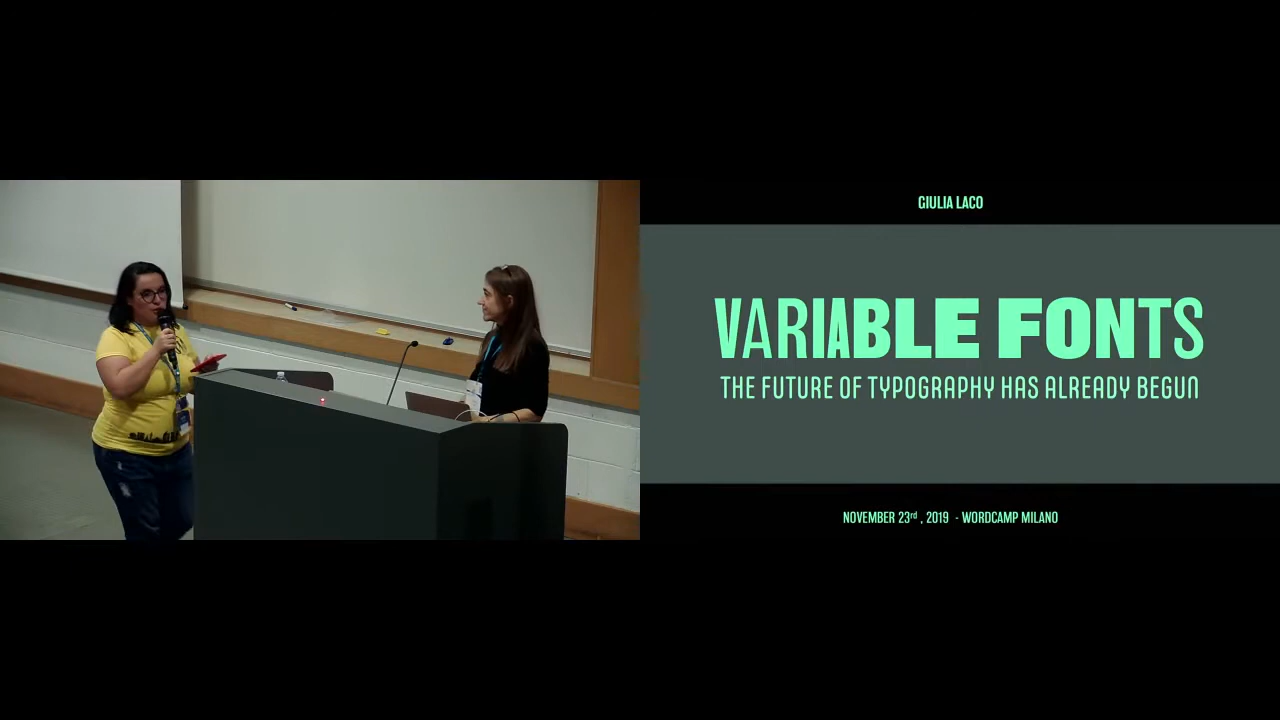 GIULIA LACO
VARIABLE FONTS
THE FUTURE OF TYPOGRAPHY HAS ALREADY BEGUN
NOVEMBER 23rd , 2019 - WORDCAMP MILANO